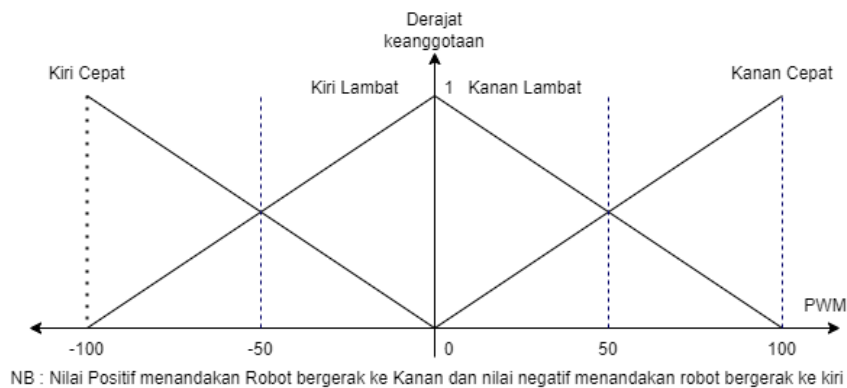 Derajat
keanggotaan
Kiri Cepat
Kiri Lambat
1
Kanan Lambat
Kanan Cepat
PWM
-100
-50
0
50
100
NB : Nilai Positif menandakan Robot bergerak ke Kanan dan nilai negatif menandakan robot bergerak ke kiri